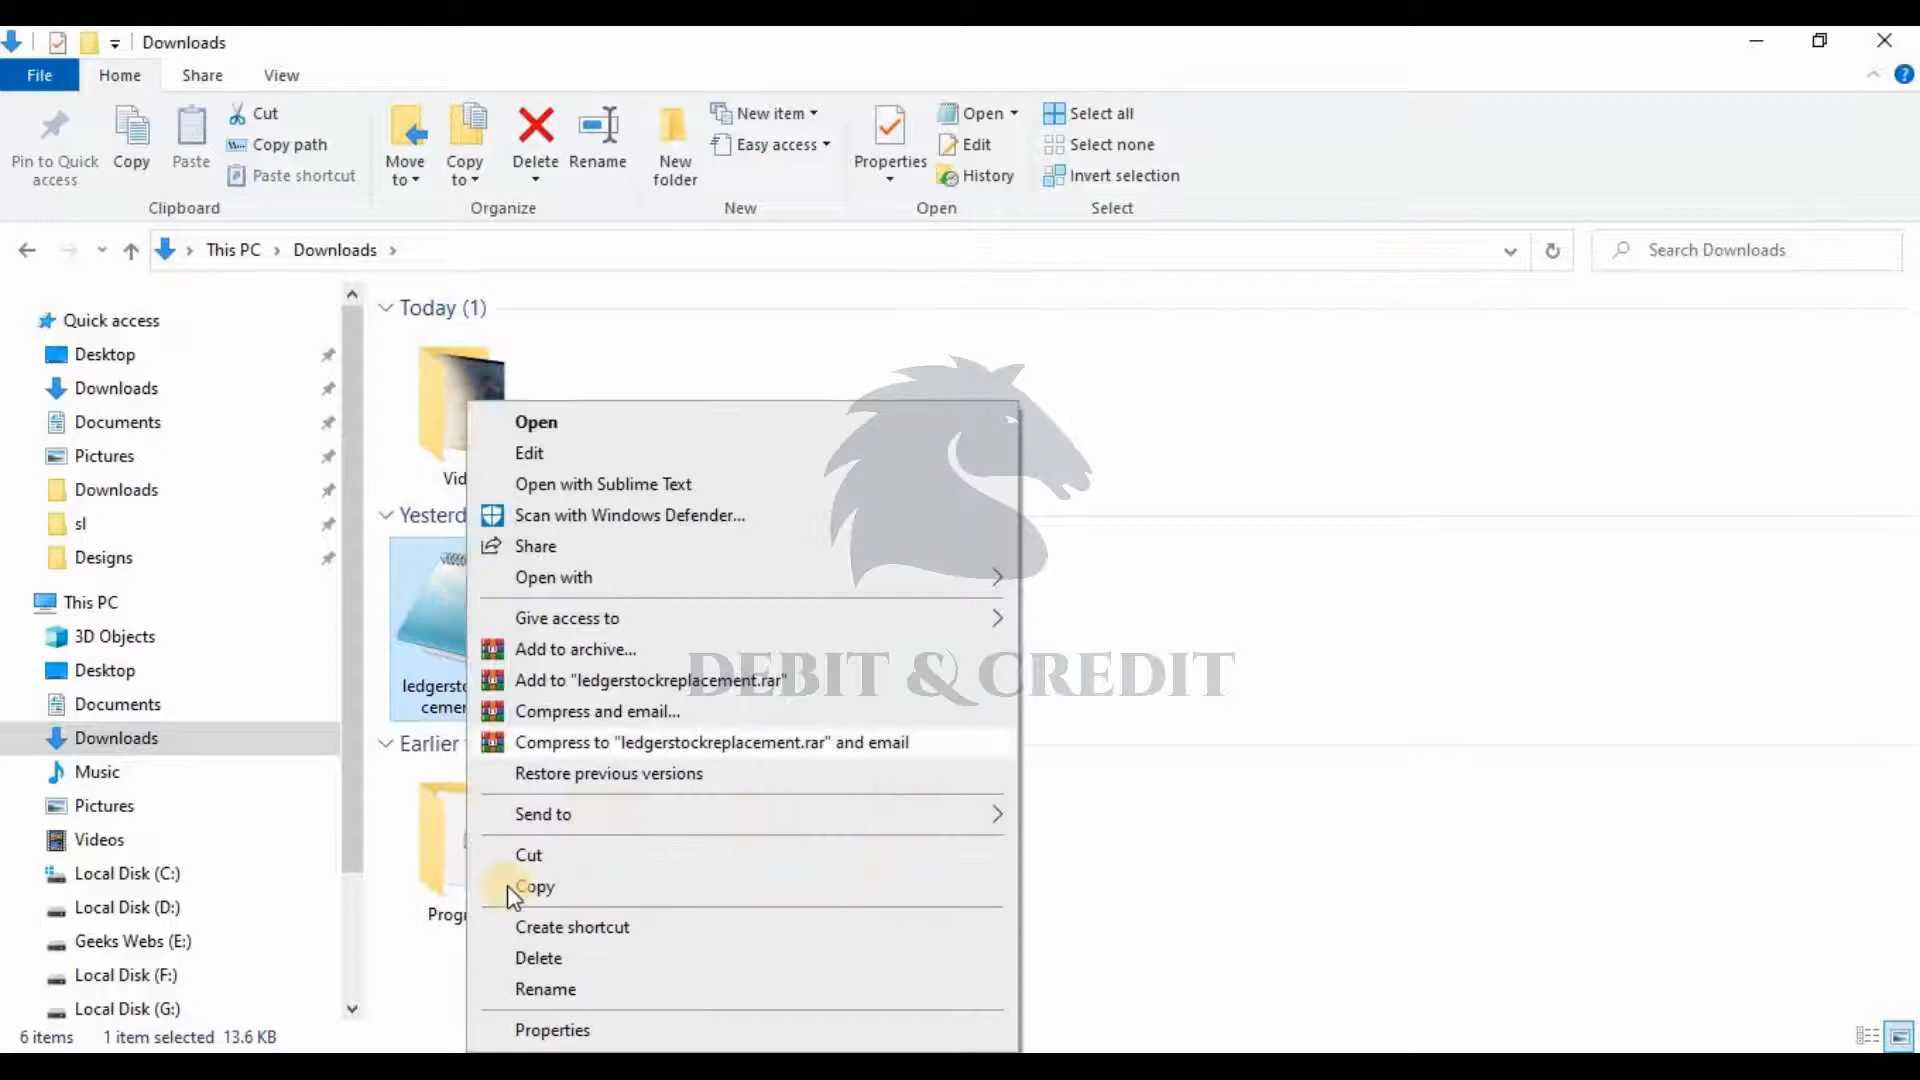 Downloads
File
Home
Share
View
Pin to Quick
access
Copy
Paste
Cut
Copy path
Paste shortcut
Clipboard
Move
to
Copy
to
Delete
Rename
Organize
New
folder
New item
Easy access
New
Properties
Open
Edit
History
Open
Select all
Select none
Invert selection
Select
This PC
Downloads
Search Downloads
Quick access
Desktop
Downloads
Documents
Pictures
Downloads
sl
Designs
This PC
3D Objects
Desktop
Documents
Downloads
Music
Pictures
Videos
Local Disk (C:)
Local Disk (D:)
Geeks Webs (E:)
Local Disk (F:)
Local Disk (G:)
Today (1)
Vid
Yesterd
ledgersto
cemen
Earlier
Progr
Open
Edit
Open with Sublime Text
Scan with Windows Defender...
Share
Open with
Give access to
Add to archive...
Add to "ledgerstockreplacement.rar"
Compress and email...
Compress to "ledgerstockreplacement.rar" and email
Restore previous versions
Send to
Cut
Copy
Create shortcut
Delete
Rename
Properties
DEBIT & CREDIT
6 items
1 item selected 13.6 KB